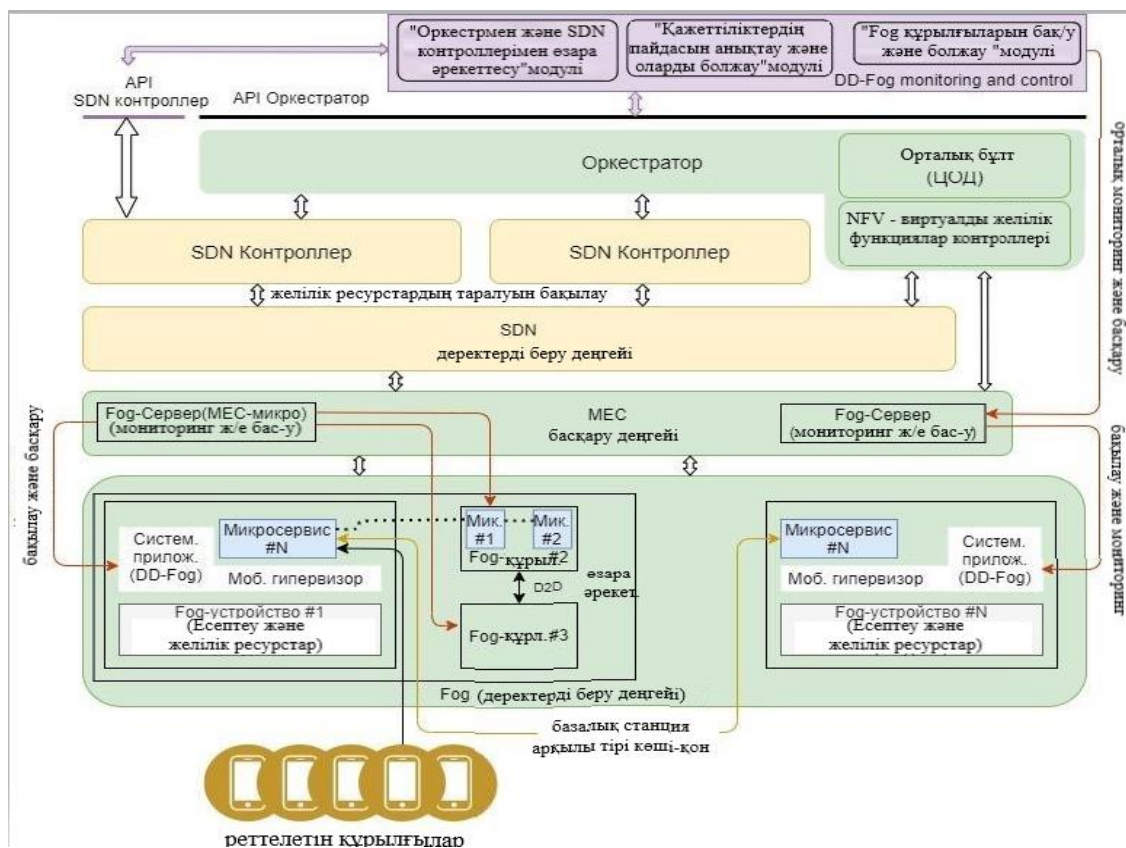 "Оркестрмен және SDN
контроллерімен өзара
әрекеттесу"модулі
"Қажеттіліктердің
пайдасын анықтау және
оларды болжау"модулі
"Fog құрылғыларын бақ/у
және болжау "модулі
DD-Fog monitoring and control
API
SDN контроллер
API Оркестратор
орталық мониторинг және басқару
Оркестратор
Орталық бұлт
(ЦОД)
NFV - виртуалды желілік
функциялар контроллері
SDN Контроллер
SDN Контроллер
желілік ресурстардың таралуын бақылау
SDN
деректерді беру деңгейі
бақылау және басқару
Fog-Сервер(МЕС-микро)
(мониторинг ж/е бас-у)
МЕС
басқару деңгейі
Fog-Сервер
(мониторинг ж/е бас-у)
бақылау және мониторинг
Систем.
прилож.
(DD-Fog)
Микросервис
#N
Моб. гипервизор
Fog-устройство #1
(Есептеу және
желілік ресурстар)
Мик.
#1
Мик.
#2
Fog-құрыл.#2
D2D
өзара
әрекет
Fog-құрл.#3
Микросервис
#N
Систем.
прилож.
(DD-Fog)
Моб. гипервизор
Fog-устройство #N
(Есептеу және
желілік ресурстар)
Fog (деректерді беру деңгейі)
базалық станция
арқылы тірі көші-қон
реттелетін құрылғылар